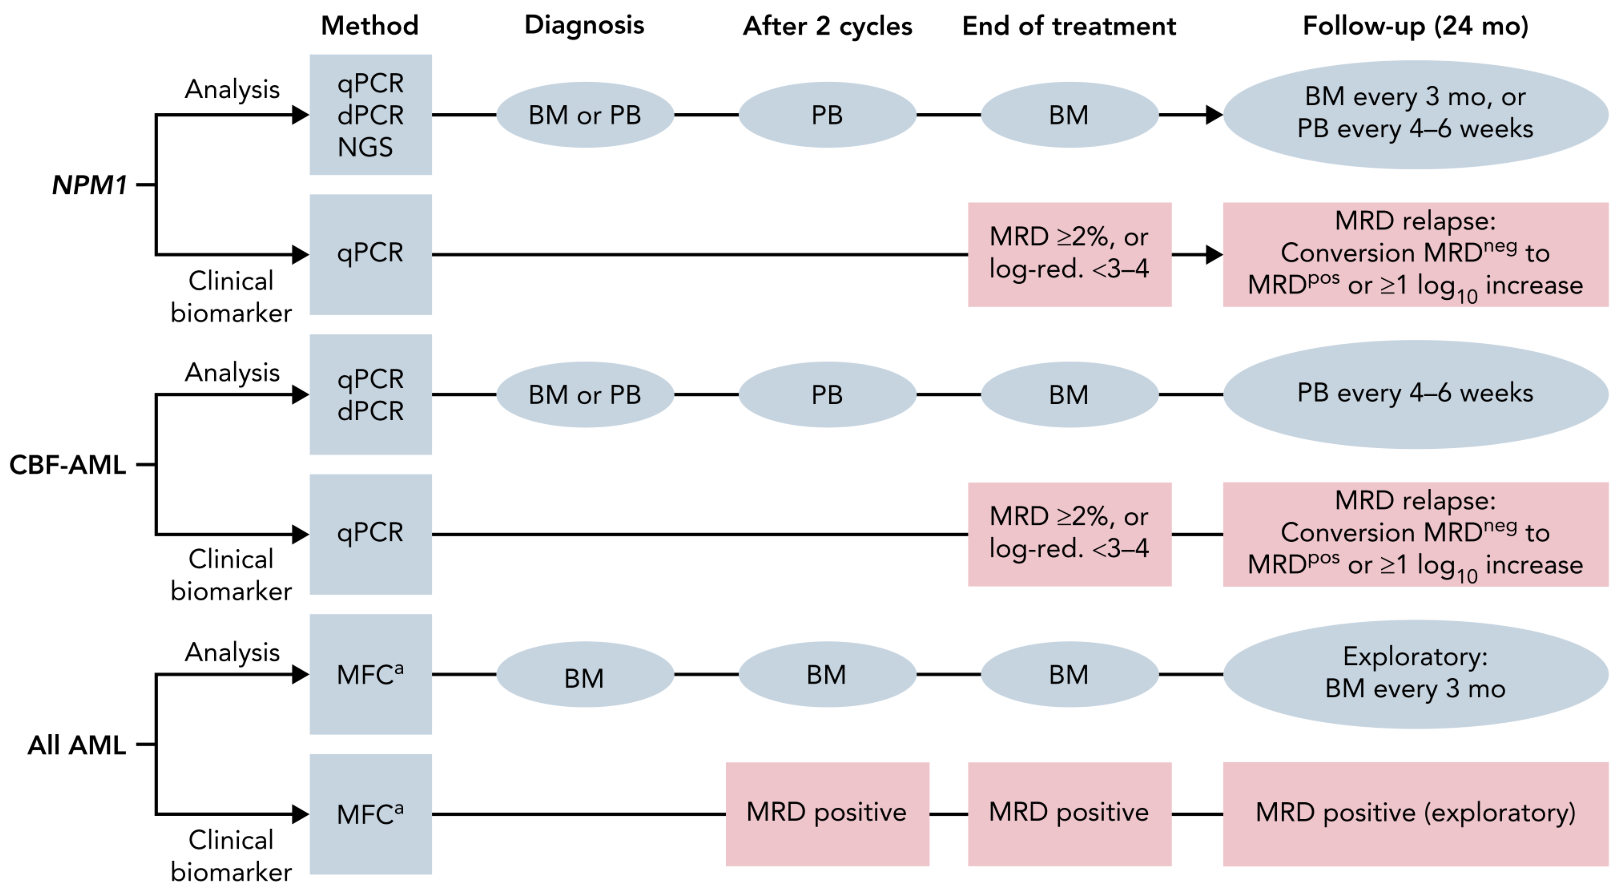 Method Diagnosis After 2 cycles End of treatment Follow-up (24 mo)
NPM1
Analysis
qPCR
dPCR
NGS
BM or PB
PB
BM
BM every 3 mo, or
PB every 4–6 weeks
Clinical
biomarker
qPCR
MRD ≥2%, or
log-red. <3–4
MRD relapse:
Conversion MRDneg to
MRDpos or ≥1 log10 increase
CBF-AML
Analysis
qPCR
dPCR
BM or PB
PB
BM
PB every 4–6 weeks
Clinical
biomarker
qPCR
MRD ≥2%, or
log-red. <3–4
MRD relapse:
Conversion MRDneg to
MRDpos or ≥1 log10 increase
All AML
Analysis
MFCa
BM
BM
BM
Exploratory:
BM every 3 mo
Clinical
biomarker
MFCa
MRD positive
MRD positive
MRD positive (exploratory)